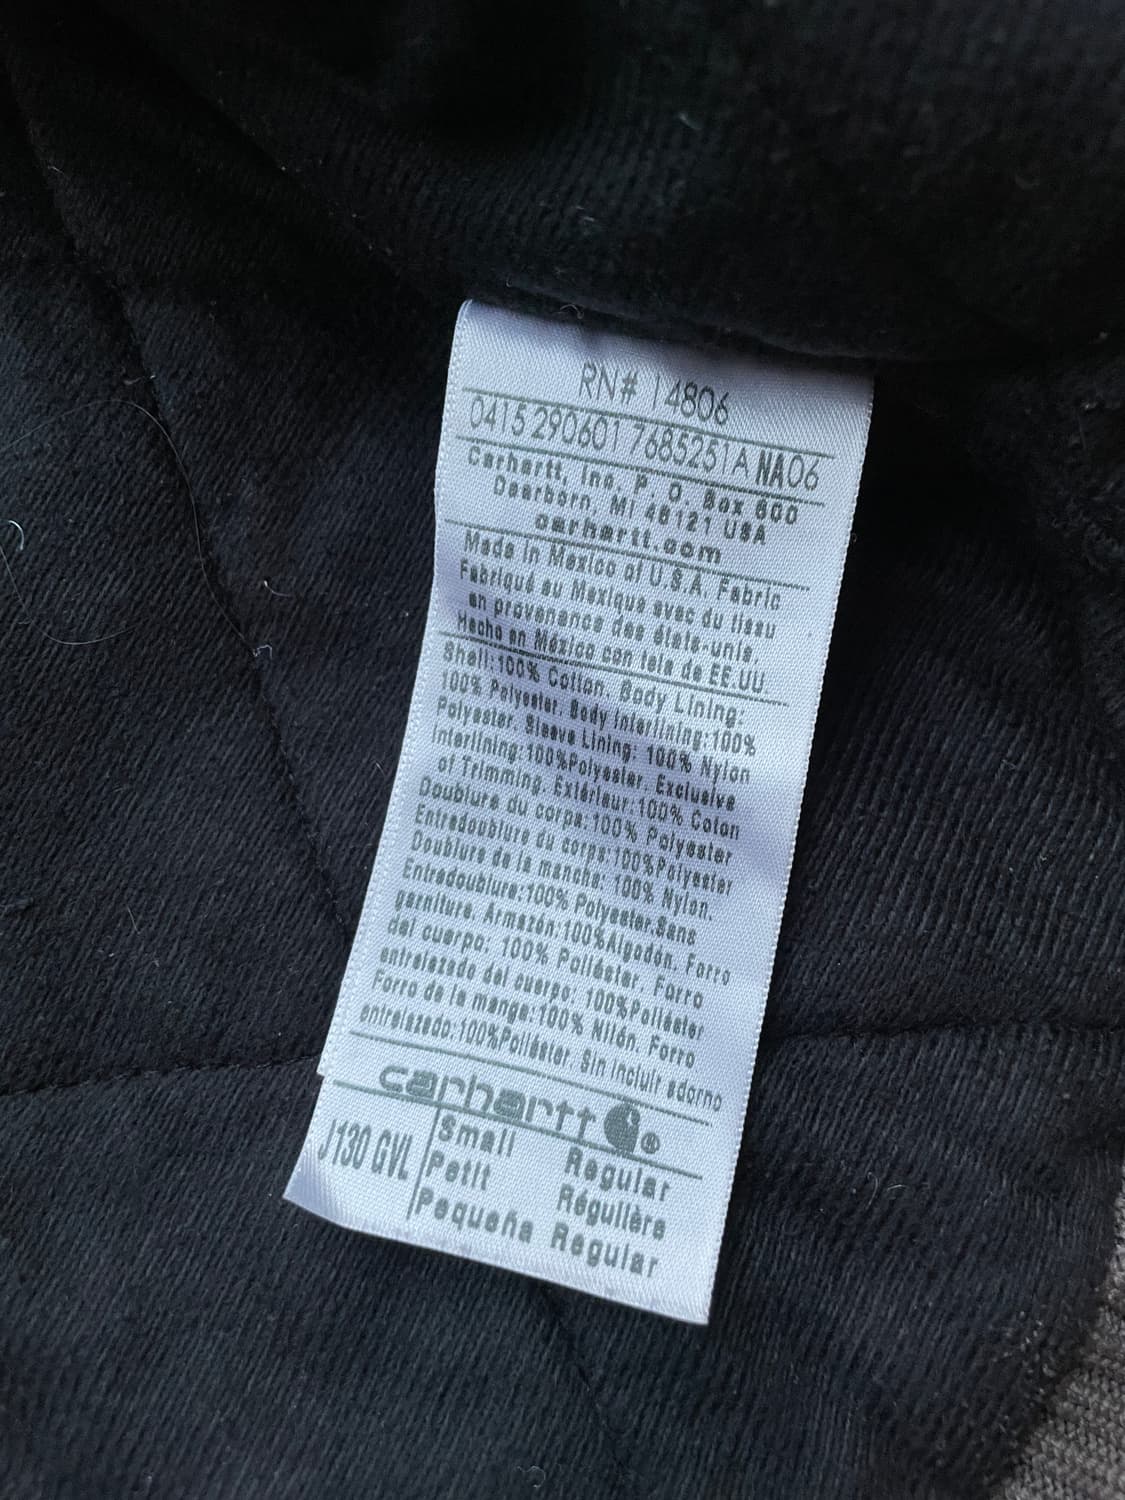 RN# 14806
0415 290601 7685251A NA06
Carhartt, Inc. P. O. Box 600
Dearborn, MI 48121 USA
carhartt.com
Made in Mexico of U.S.A. Fabric
Fabriqué au Mexique avec du tissu
en provenance des états-unis.
Hecho en México con tela de EE.UU
Shell:100% Cotton. Body Lining:
100% Polyester. Body Interlining:100%
Polyester. Sleeve Lining: 100% Nylon
Interlining:100%Polyester. Exclusive
of Trimming. Extérieur:100% Coton
Doublure du corps:100% Polyester
Entredoublure du corps:100%Polyester
Doublure de la manche: 100% Nylon.
Entredoublure:100% Polyester.Sans
garniture. Armazón:100%Algodón. Forro
del cuerpo: 100% Poliéster. Forro
entrelazado del cuerpo: 100%Poliéster
Forro de la manga:100% Nilón. Forro
entrelazado:100%Poliéster. Sin incluir adorno
carhartt ®
J130 GVL
Small Regular
Petit Régulière
Pequeña Regular